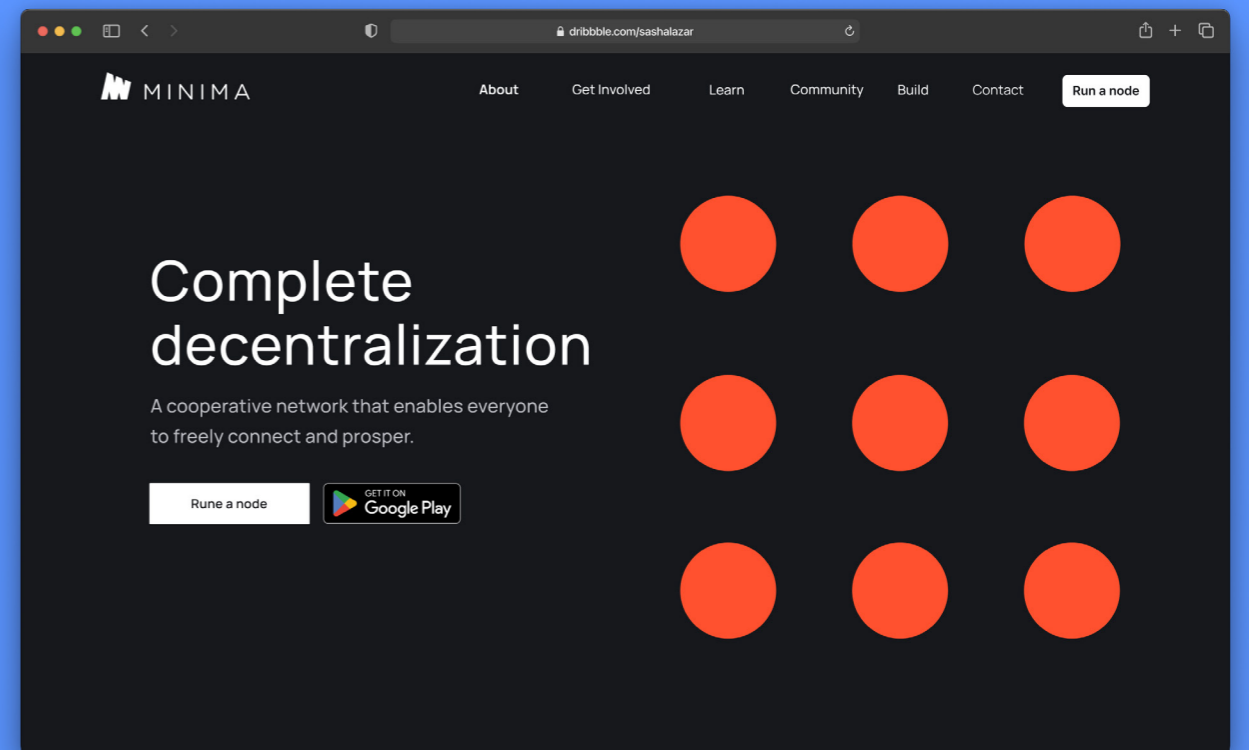 dribbble.com/sashalazar
MINIMA
About
Get Involved
Learn
Community
Build
Contact
Run a node
Complete
decentralization
A cooperative network that enables everyone
to freely connect and prosper.
Rune a node
GET IT ON
Google Play